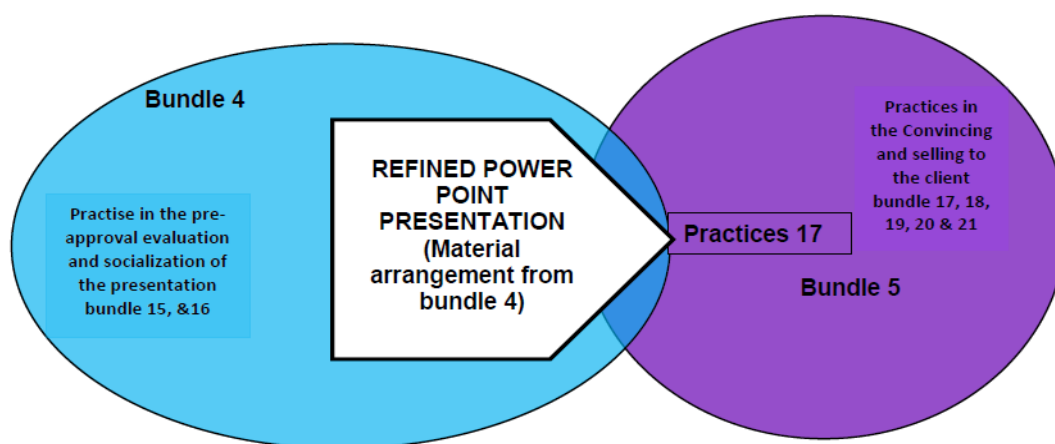 Bundle 4
Practise in the pre-
approval evaluation
and socialization of
the presentation
bundle 15, &16
REFINED POWER
POINT
PRESENTATION
(Material
arrangement from
bundle 4)
Practices 17
Practices in
the Convincing
and selling to
the client
bundle 17, 18,
19, 20 & 21
Bundle 5